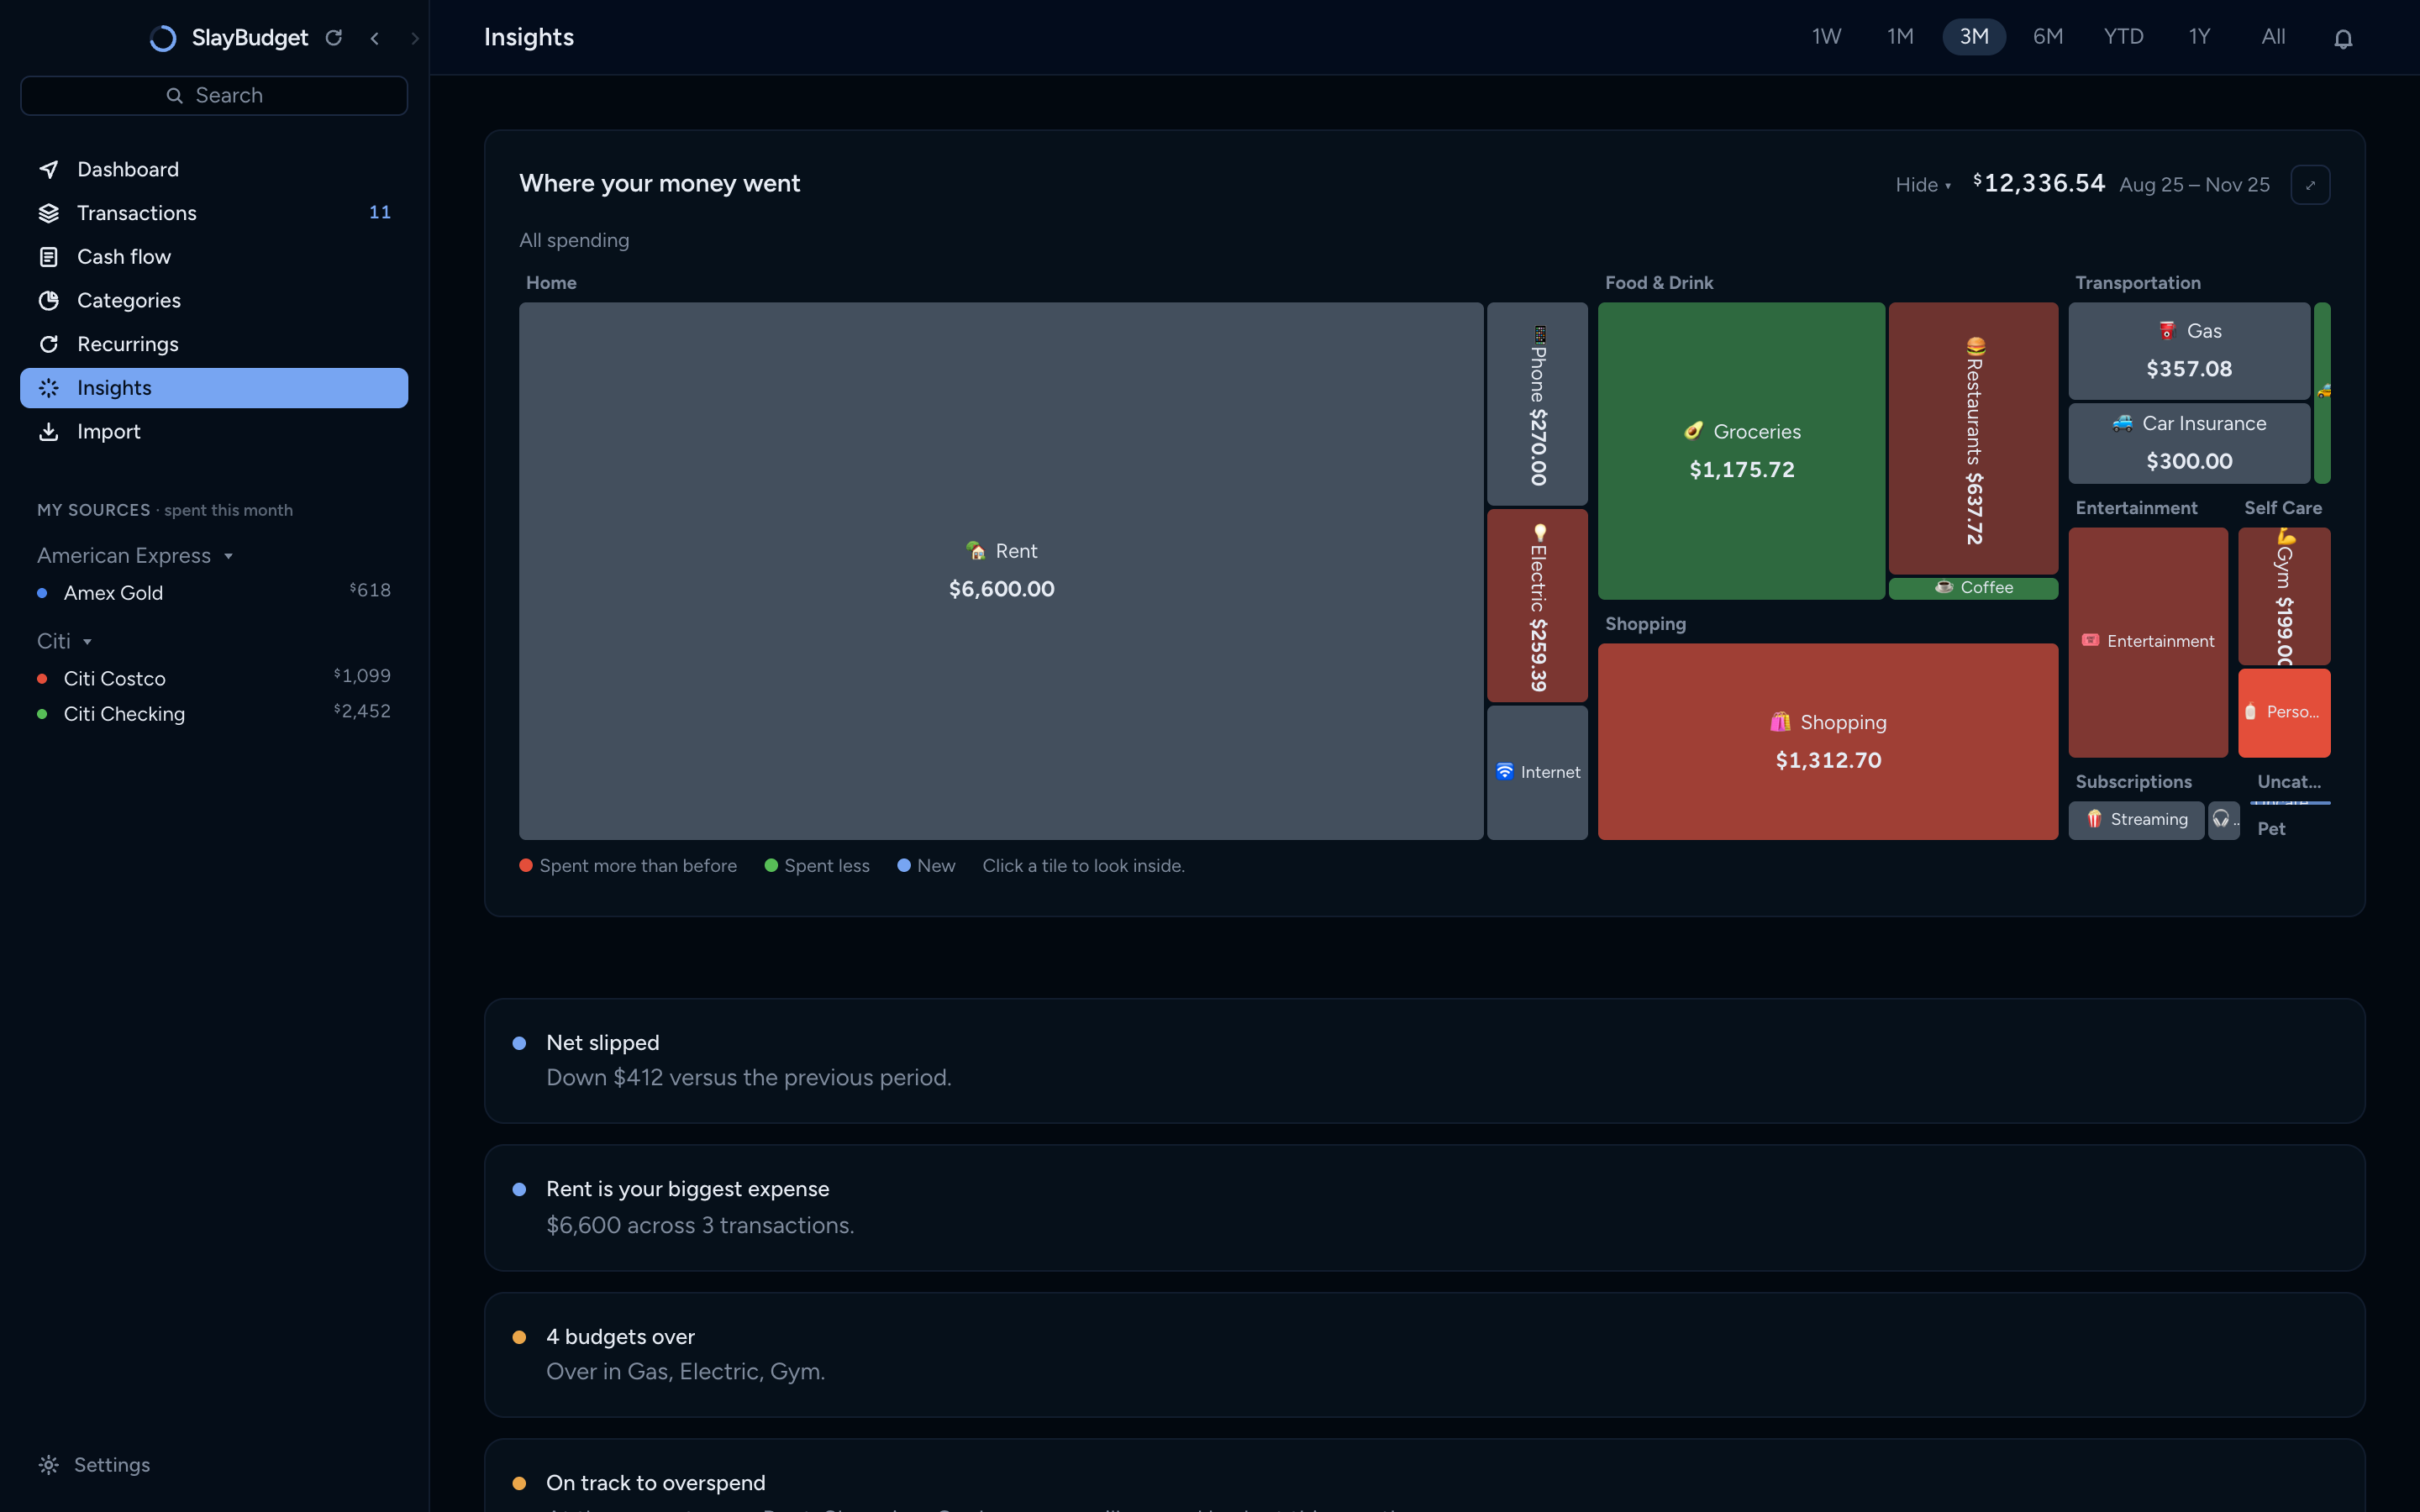 SlayBudget
Search
Dashboard
Transactions 11
Cash flow
Categories
Recurrings
Insights
Import
MY SOURCES · spent this month
American Express
Amex Gold $618
Citi
Citi Costco $1,099
Citi Checking $2,452
Settings
Insights
1W 1M 3M 6M YTD 1Y All
Where your money went
Hide $12,336.54 Aug 25 – Nov 25
All spending
Home
Rent
$6,600.00
Phone $270.00
Electric $259.39
Internet
Food & Drink
Groceries
$1,175.72
Restaurants $637.72
Coffee
Shopping
Shopping
$1,312.70
Transportation
Gas
$357.08
Car Insurance
$300.00
Entertainment
Entertainment
Self Care
Gym $199.00
Perso...
Subscriptions
Streaming
..
Uncat...
Pet
Spent more than before Spent less New Click a tile to look inside.
Net slipped
Down $412 versus the previous period.
Rent is your biggest expense
$6,600 across 3 transactions.
4 budgets over
Over in Gas, Electric, Gym.
On track to overspend